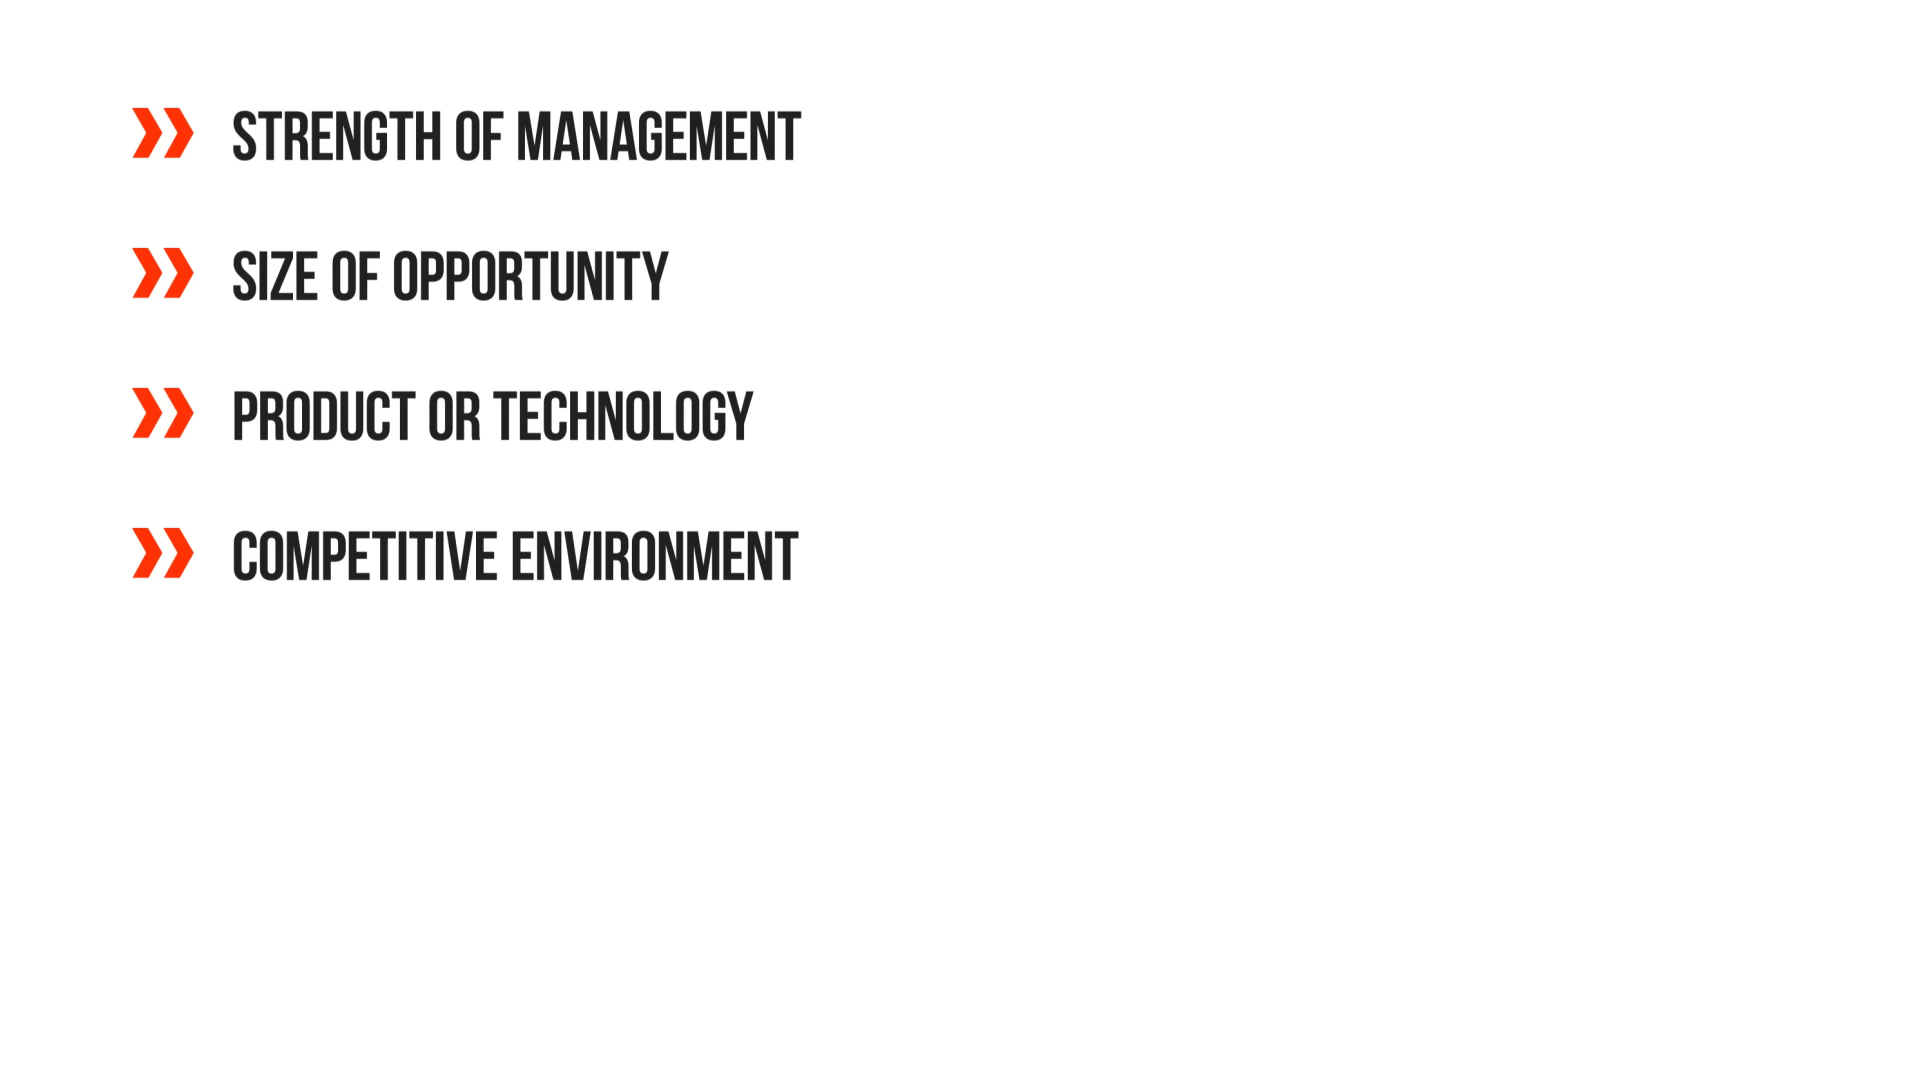 STRENGTH OF MANAGEMENT
SIZE OF OPPORTUNITY
PRODUCT OR TECHNOLOGY
COMPETITIVE ENVIRONMENT